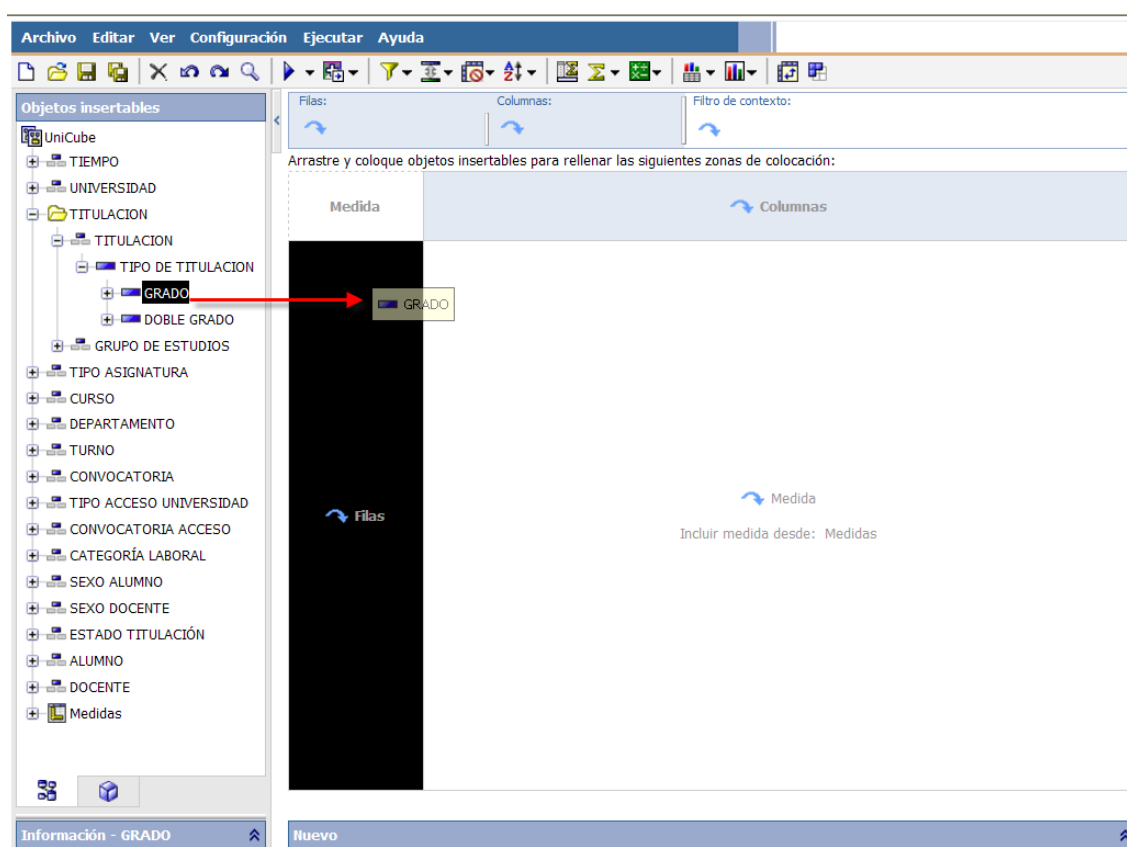 Archivo Editar Ver Configuración Ejecutar Ayuda
Objetos insertables
UniCube
TIEMPO
UNIVERSIDAD
TITULACION
TITULACION
TIPO DE TITULACION
GRADO
DOBLE GRADO
GRUPO DE ESTUDIOS
TIPO ASIGNATURA
CURSO
DEPARTAMENTO
TURNO
CONVOCATORIA
TIPO ACCESO UNIVERSIDAD
CONVOCATORIA ACCESO
CATEGORÍA LABORAL
SEXO ALUMNO
SEXO DOCENTE
ESTADO TITULACIÓN
ALUMNO
DOCENTE
Medidas
Información - GRADO
Filas: Columnas: Filtro de contexto:
Arrastre y coloque objetos insertables para rellenar las siguientes zonas de colocación:
Medida Columnas
GRADO
Filas
Medida
Incluir medida desde: Medidas
Nuevo